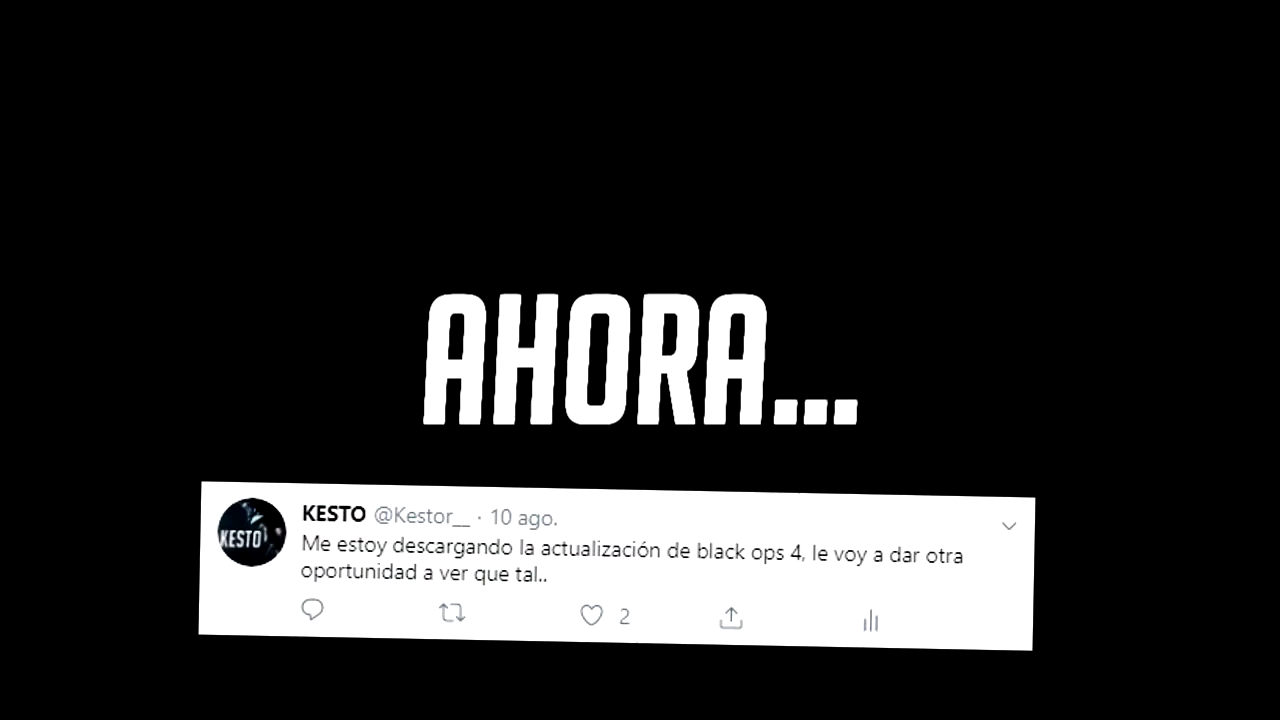 AHORA...
KESTO @Kestor__ · 10 ago.
KESTO
Me estoy descargando la actualización de black ops 4, le voy a dar otra
oportunidad a ver que tal..
2